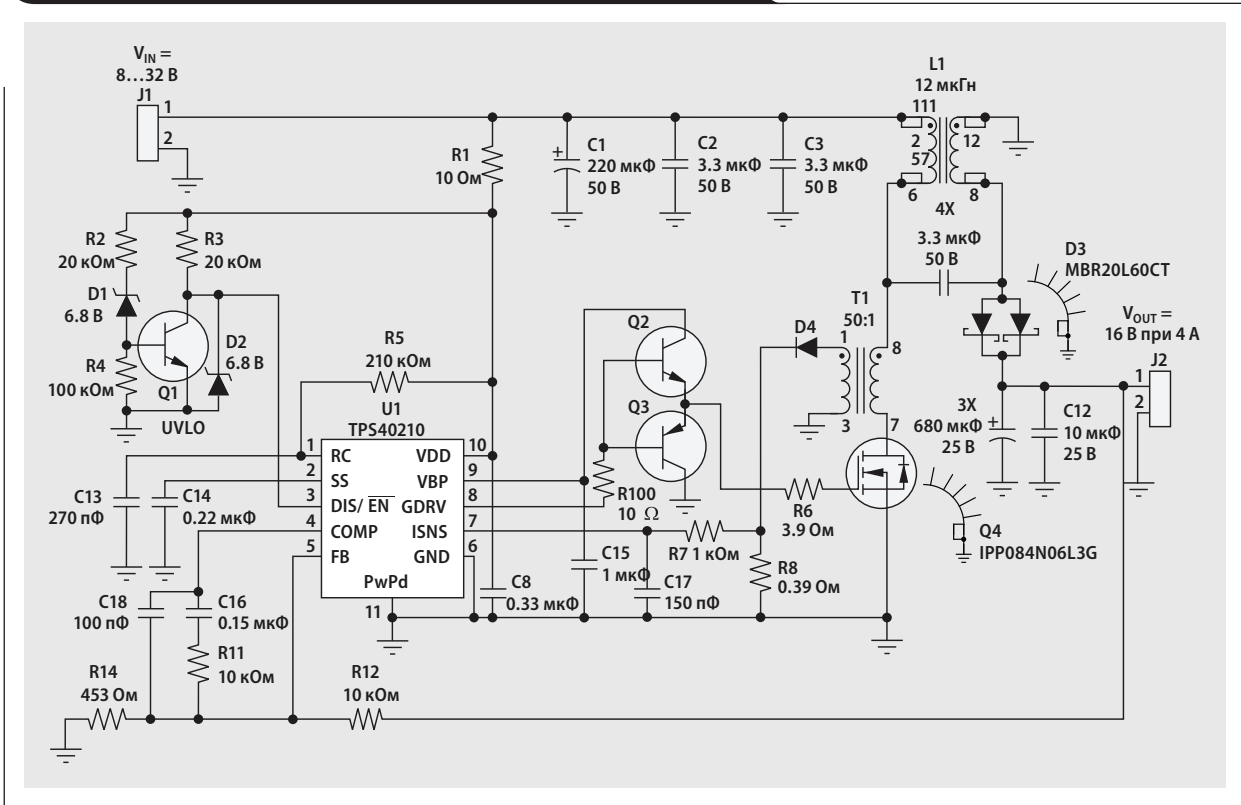 V_IN =
8...32 В
J1
1
2
R1
10 Ом
C1
220 мкФ
50 В
+
C2
3.3 мкФ
50 В
C3
3.3 мкФ
50 В
L1
12 мкГн
111
2
57
6
12
8
4X
3.3 мкФ
50 В
D3
MBR20L60CT
V_OUT =
16 В при 4 А
J2
1
2
R2
20 кОм
R3
20 кОм
D1
6.8 В
D2
6.8 В
R4
100 кОм
Q1
UVLO
R5
210 кОм
U1
TPS40210
1 RC VDD 10
2 SS VBP 9
3 DIS/ EN GDRV 8
4 COMP ISNS 7
5 FB GND 6
PwPd
11
Q2
Q3
R100
10 Ω
D4
T1
50:1
1
8
3
7
3X
680 мкФ
25 В
+
C12
10 мкФ
25 В
R6
3.9 Ом
Q4
IPP084N06L3G
C13
270 пФ
C14
0.22 мкФ
C15
1 мкФ
R7 1 кОм
C17
150 пФ
R8
0.39 Ом
C8
0.33 мкФ
C18
100 пФ
C16
0.15 мкФ
R11
10 кОм
R14
453 Ом
R12
10 кОм